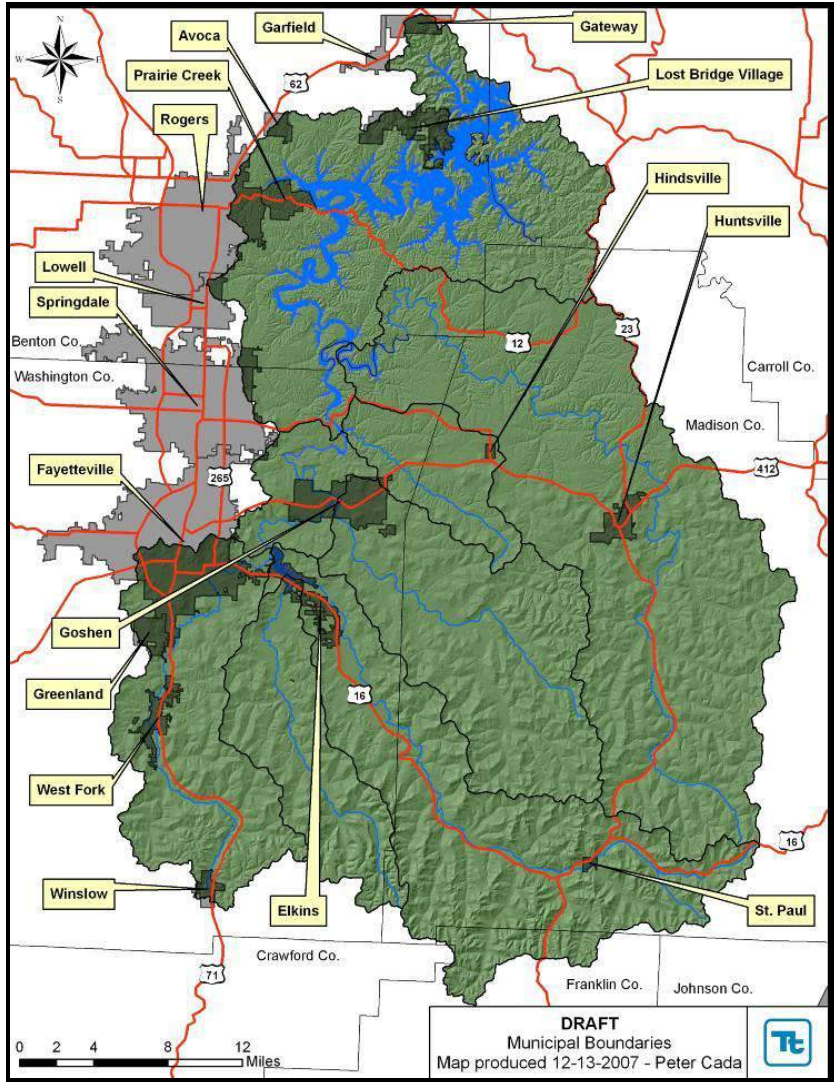 N
W E
S
Avoca
Garfield
Gateway
Prairie Creek
62
Lost Bridge Village
Rogers
Hindsville
Huntsville
Lowell
Springdale
Benton Co.
12
23
Washington Co.
Carroll Co.
Madison Co.
Fayetteville
265
412
Goshen
Greenland
16
West Fork
16
Winslow
Elkins
St. Paul
Crawford Co.
71
Franklin Co.
Johnson Co.
0 2 4 8 12
Miles
DRAFT
Municipal Boundaries
Map produced 12-13-2007 - Peter Cada
Tt